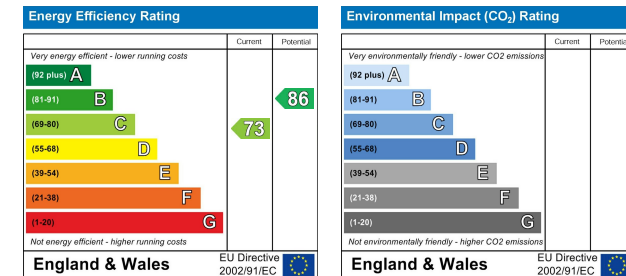 Energy Efficiency Rating
Current Potential
Very energy efficient - lower running costs
(92 plus) A
(81-91) B
(69-80) C
(55-68) D
(39-54) E
(21-38) F
(1-20) G
86
73
Not energy efficient - higher running costs
England & Wales
EU Directive
2002/91/EC
Environmental Impact (CO₂) Rating
Current Potential
Very environmentally friendly - lower CO2 emissions
(92 plus) A
(81-91) B
(69-80) C
(55-68) D
(39-54) E
(21-38) F
(1-20) G
Not environmentally friendly - higher CO2 emissions
England & Wales
EU Directive
2002/91/EC